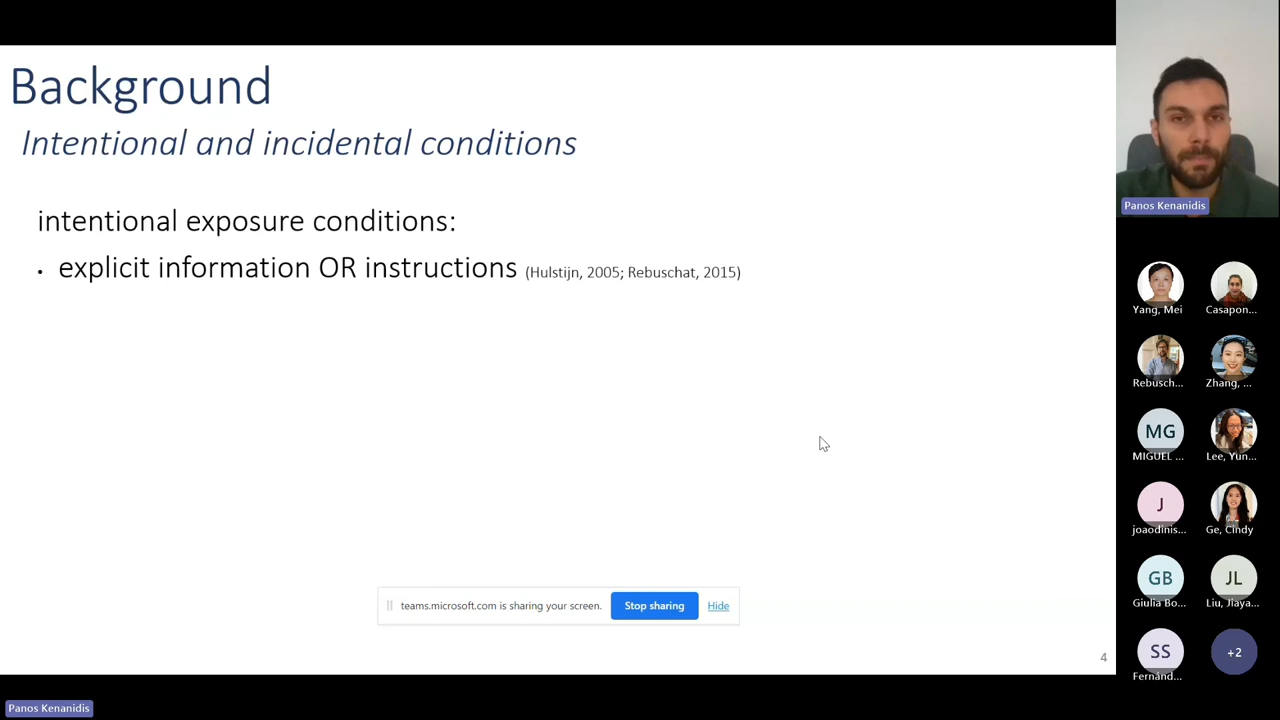 Background
Intentional and incidental conditions
intentional exposure conditions:
• explicit information OR instructions (Hulstijn, 2005; Rebuschat, 2015)
teams.microsoft.com is sharing your screen. Stop sharing Hide
4
Panos Kenanidis
Yang, Mei Casapon...
Rebusch... Zhang, ...
MG
MIGUEL ... Lee, Yun...
J
joaodinis... Ge, Cindy
GB JL
Giulia Bo... Liu, Jiaya...
SS +2
Fernánd...
Panos Kenanidis